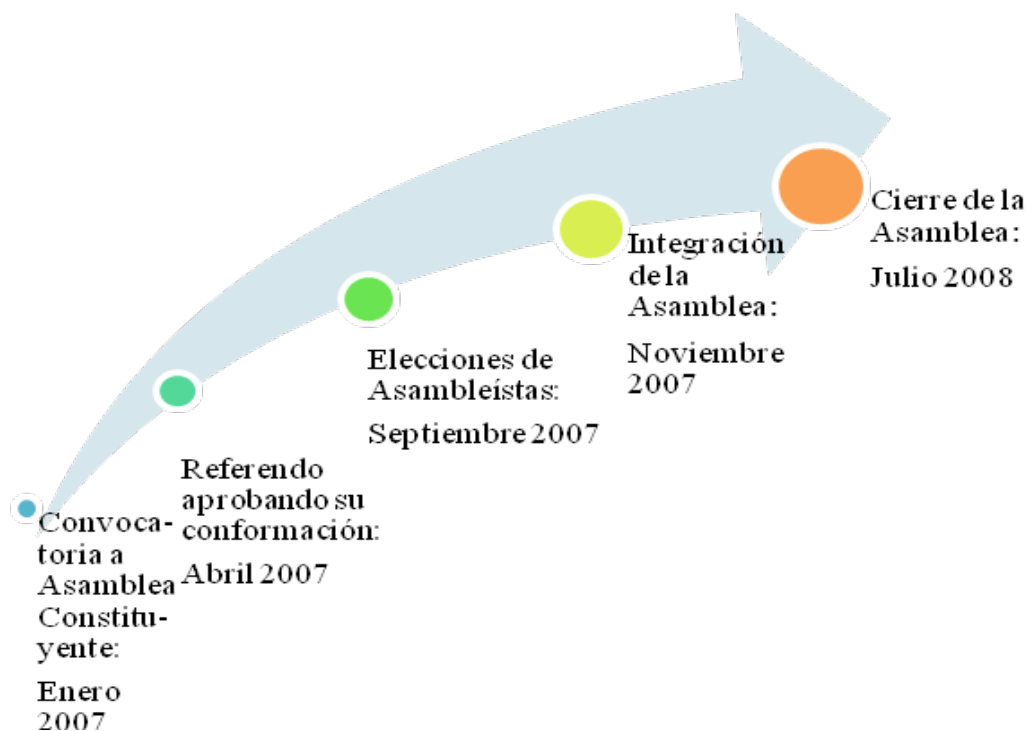 Convoca-
toria a
Asamblea
Constitu-
yente:
Enero
2007
Referendo
aprobando su
conformación:
Abril 2007
Elecciones de
Asambleístas:
Septiembre 2007
Integración
de la
Asamblea:
Noviembre
2007
Cierre de la
Asamblea:
Julio 2008